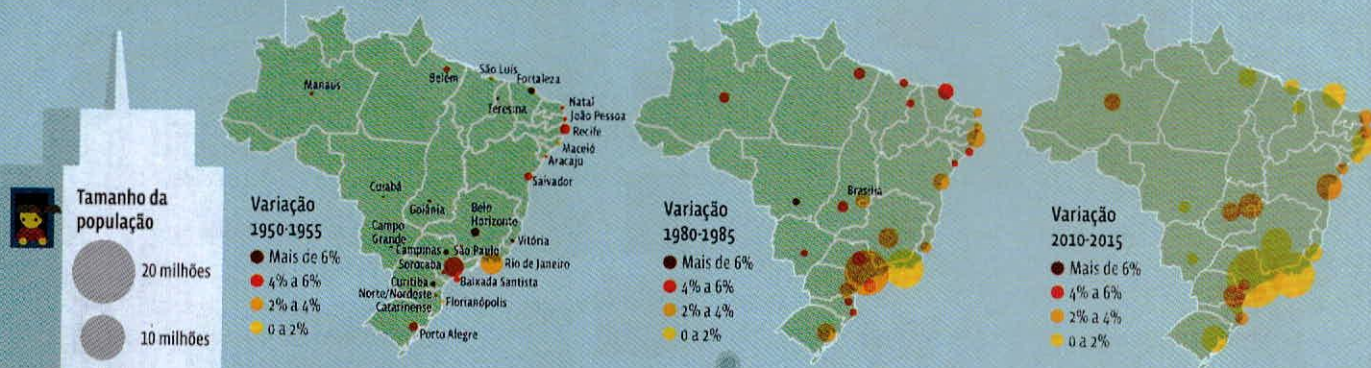 Tamanho da
população
20 milhões
10 milhões
Variação
1950-1955
Mais de 6%
4% a 6%
2% a 4%
0 a 2%
Manaus
Belém
São Luís
Fortaleza
Teresina
Natal
João Pessoa
Recife
Maceió
Aracaju
Salvador
Cuiabá
Goiânia
Belo
Horizonte
Campo
Grande
Vitória
Campinas
São Paulo
Rio de Janeiro
Sorocaba
Baixada Santista
Curitiba
Norte/Nordeste
Catarinense
Florianópolis
Porto Alegre
Variação
1980-1985
Mais de 6%
4% a 6%
2% a 4%
0 a 2%
Brasília
Variação
2010-2015
Mais de 6%
4% a 6%
2% a 4%
0 a 2%